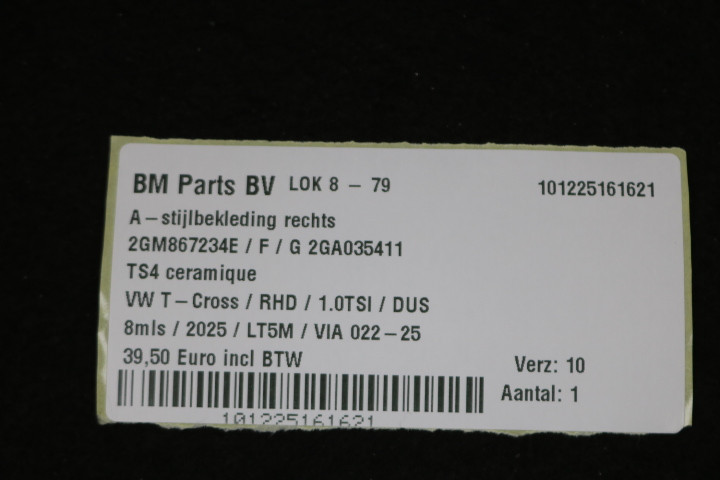 BM Parts BV LOK 8 - 79 101225161621
A-stijlbekleding rechts
2GM867234E / F / G 2GA035411
TS4 ceramique
VW T-Cross / RHD / 1.0TSI / DUS
8mls / 2025 / LT5M / VIA 022-25
39,50 Euro incl BTW
Verz: 10
Aantal: 1
101225161621